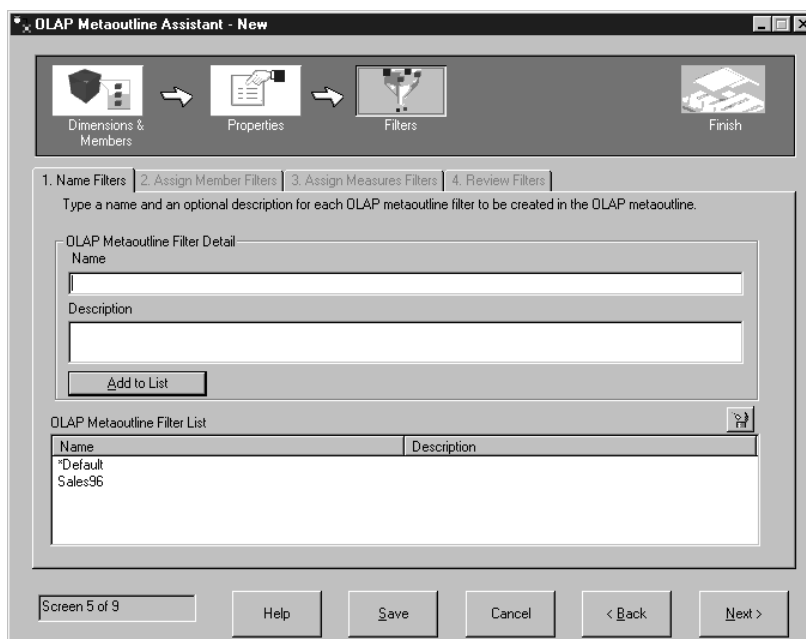 OLAP Metaoutline Assistant - New
Dimensions &
Members
Properties
Filters
Finish
1. Name Filters
2. Assign Member Filters
3. Assign Measures Filters
4. Review Filters
Type a name and an optional description for each OLAP metaoutline filter to be created in the OLAP metaoutline.
OLAP Metaoutline Filter Detail
Name
Description
Add to List
OLAP Metaoutline Filter List
Name Description
*Default
Sales96
Screen 5 of 9
Help
Save
Cancel
< Back
Next >